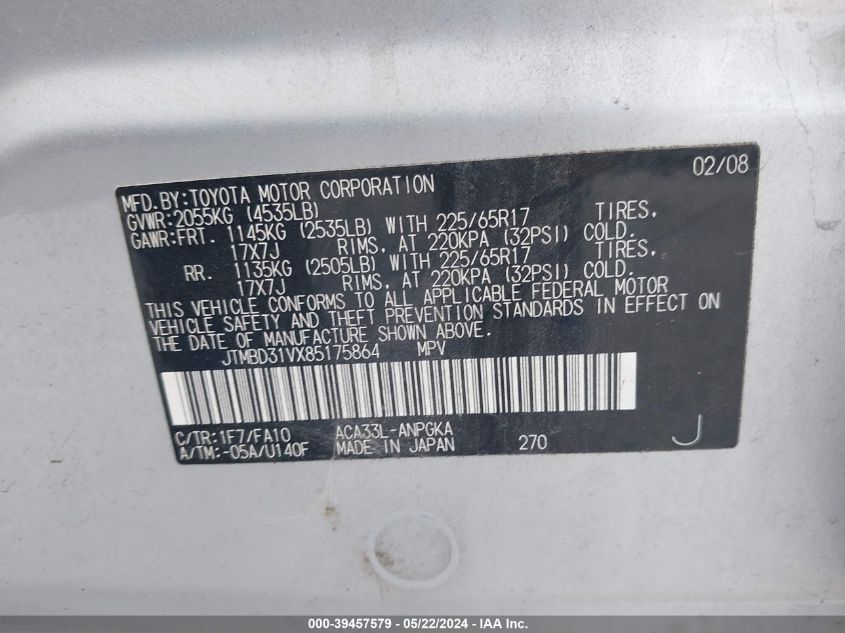 02/08
MFD.BY:TOYOTA MOTOR CORPORATION
GVWR:2055KG (4535LB)
GAWR:FRT. 1145KG (2535LB) WITH 225/65R17 TIRES,
17X7J RIMS, AT 220KPA (32PSI) COLD.
RR. 1135KG (2505LB) WITH 225/65R17 TIRES,
17X7J RIMS, AT 220KPA (32PSI) COLD.
THIS VEHICLE CONFORMS TO ALL APPLICABLE FEDERAL MOTOR
VEHICLE SAFETY AND THEFT PREVENTION STANDARDS IN EFFECT ON
THE DATE OF MANUFACTURE SHOWN ABOVE.
JTMBD31VX85175864 MPV
C/TR:1F7/FA10 ACA33L-ANPGKA
A/TM:-05A/U140F MADE IN JAPAN 270 J
000-39457579 - 05/22/2024 - IAA Inc.